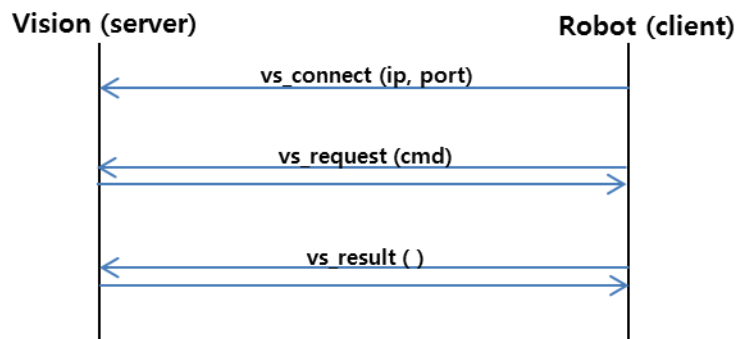 Vision (server)
Robot (client)
vs_connect (ip, port)
vs_request (cmd)
vs_result ( )